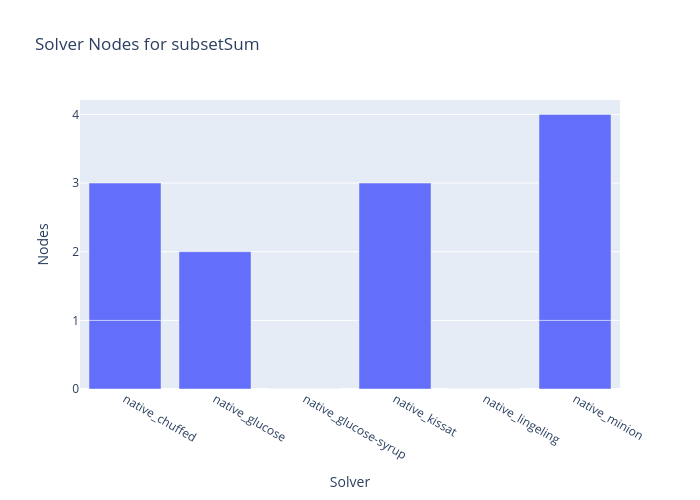 Solver Nodes for subsetSum
Nodes
4
3
2
1
0
native_chuffed
native_glucose
native_glucose-syrup
native_kissat
native_lingeling
native_minion
Solver